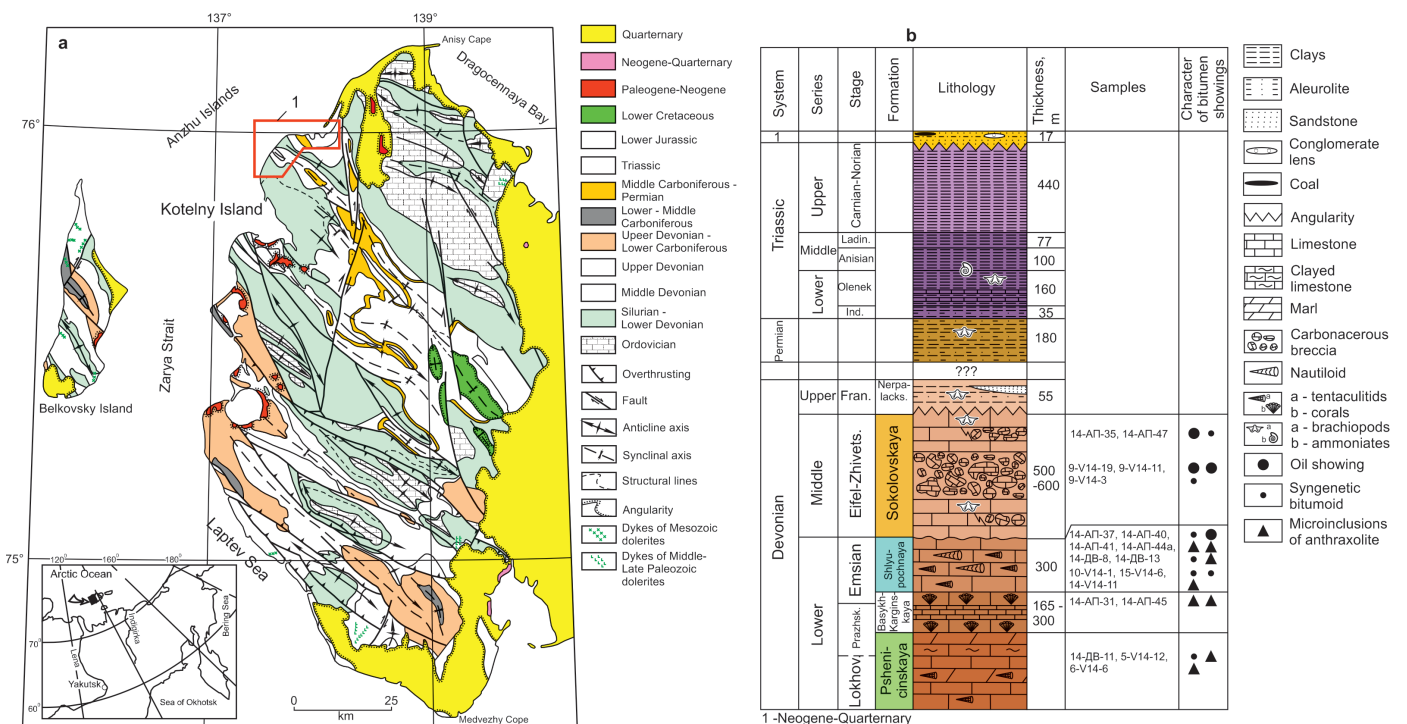 a
137°
139°
76°
75°
Anisy Cape
Dragocennaya Bay
Anzhu Islands
1
Kotelny Island
Zarya Strait
Belkovsky Island
Laptev Sea
Medvezhy Cope
0 25
km
120°
160°
180°
Arctic Ocean
70°
60°
Lena
Indigirka
Bering Sea
Yakutsk
Sea of Okhotsk
Quarternary
Neogene-Quarternary
Paleogene-Neogene
Lower Cretaceous
Lower Jurassic
Triassic
Middle Carboniferous -
Permian
Lower - Middle
Carboniferous
Upeer Devonian -
Lower Carboniferous
Upper Devonian
Middle Devonian
Silurian -
Lower Devonian
Ordovician
Overthrusting
Fault
Anticline axis
Synclinal axis
Structural lines
Angularity
Dykes of Mesozoic
dolerites
Dykes of Middle-
Late Paleozoic
dolerites
b
System
Series
Stage
Formation
Lithology
Thickness,
m
Samples
Character
of bitumen
showings
1
17
Triassic
Upper
Carnian-Norian
440
Middle
Ladin.
77
Anisian
100
Lower
Olenek
160
Ind.
35
Permian
180
???
Devonian
Upper
Fran.
Nerpa-
lacks.
55
Middle
Eifel-Zhivets.
Sokolovskaya
500
-600
14-АП-35, 14-АП-47
9-V14-19, 9-V14-11,
9-V14-3
Lower
Emsian
Shlyu-
pochnaya
300
14-АП-37, 14-АП-40,
14-АП-41, 14-АП-44a,
14-ДВ-8, 14-ДВ-13
10-V14-1, 15-V14-6,
14-V14-11
Prazhsk.
Basykh-
Kargins-
kaya
165 -
300
14-АП-31, 14-АП-45
Lokhov.
Psheni-
cinskaya
14-ДВ-11, 5-V14-12,
6-V14-6
1 -Neogene-Quarternary
Clays
Aleurolite
Sandstone
Conglomerate
lens
Coal
Angularity
Limestone
Clayed
limestone
Marl
Carbonacerous
breccia
Nautiloid
a
b
a - tentaculitids
b - corals
a
b
a - brachiopods
b - ammoniates
Oil showing
Syngenetic
bitumoid
Microinclusions
of anthraxolite